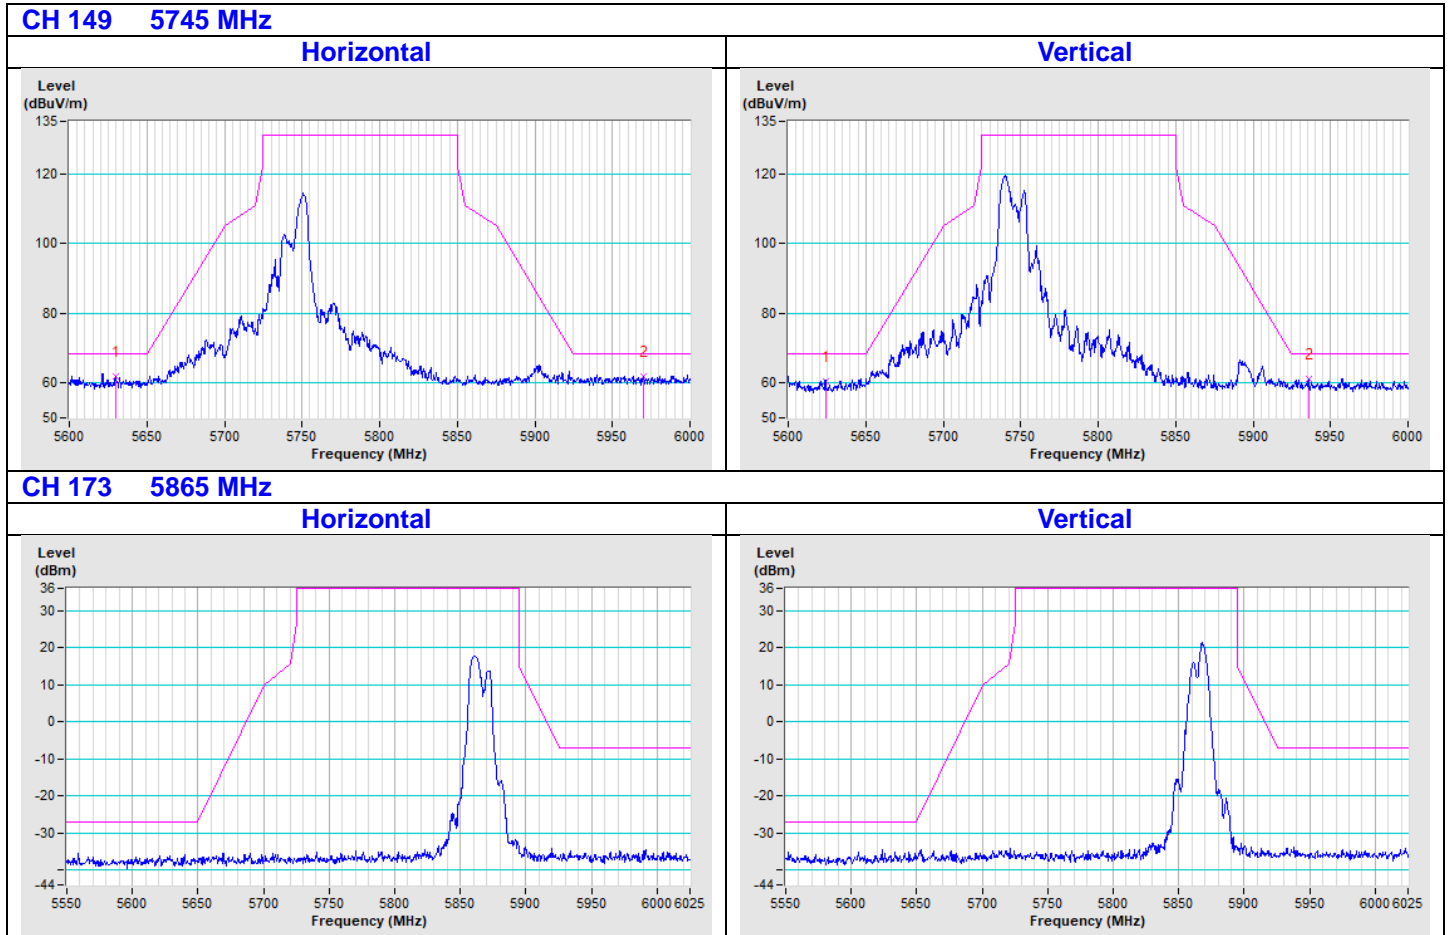 CH 149 5745 MHz
Horizontal
Vertical
Level
(dBuV/m)
135
120
100
80
60
50
1
2
5600 5650 5700 5750 5800 5850 5900 5950 6000
Frequency (MHz)
Level
(dBuV/m)
135
120
100
80
60
50
1
2
5600 5650 5700 5750 5800 5850 5900 5950 6000
Frequency (MHz)
CH 173 5865 MHz
Horizontal
Vertical
Level
(dBm)
36
30
20
10
0
-10
-20
-30
-44
5550 5600 5650 5700 5750 5800 5850 5900 5950 6000 6025
Frequency (MHz)
Level
(dBm)
36
30
20
10
0
-10
-20
-30
-44
5550 5600 5650 5700 5750 5800 5850 5900 5950 6000 6025
Frequency (MHz)